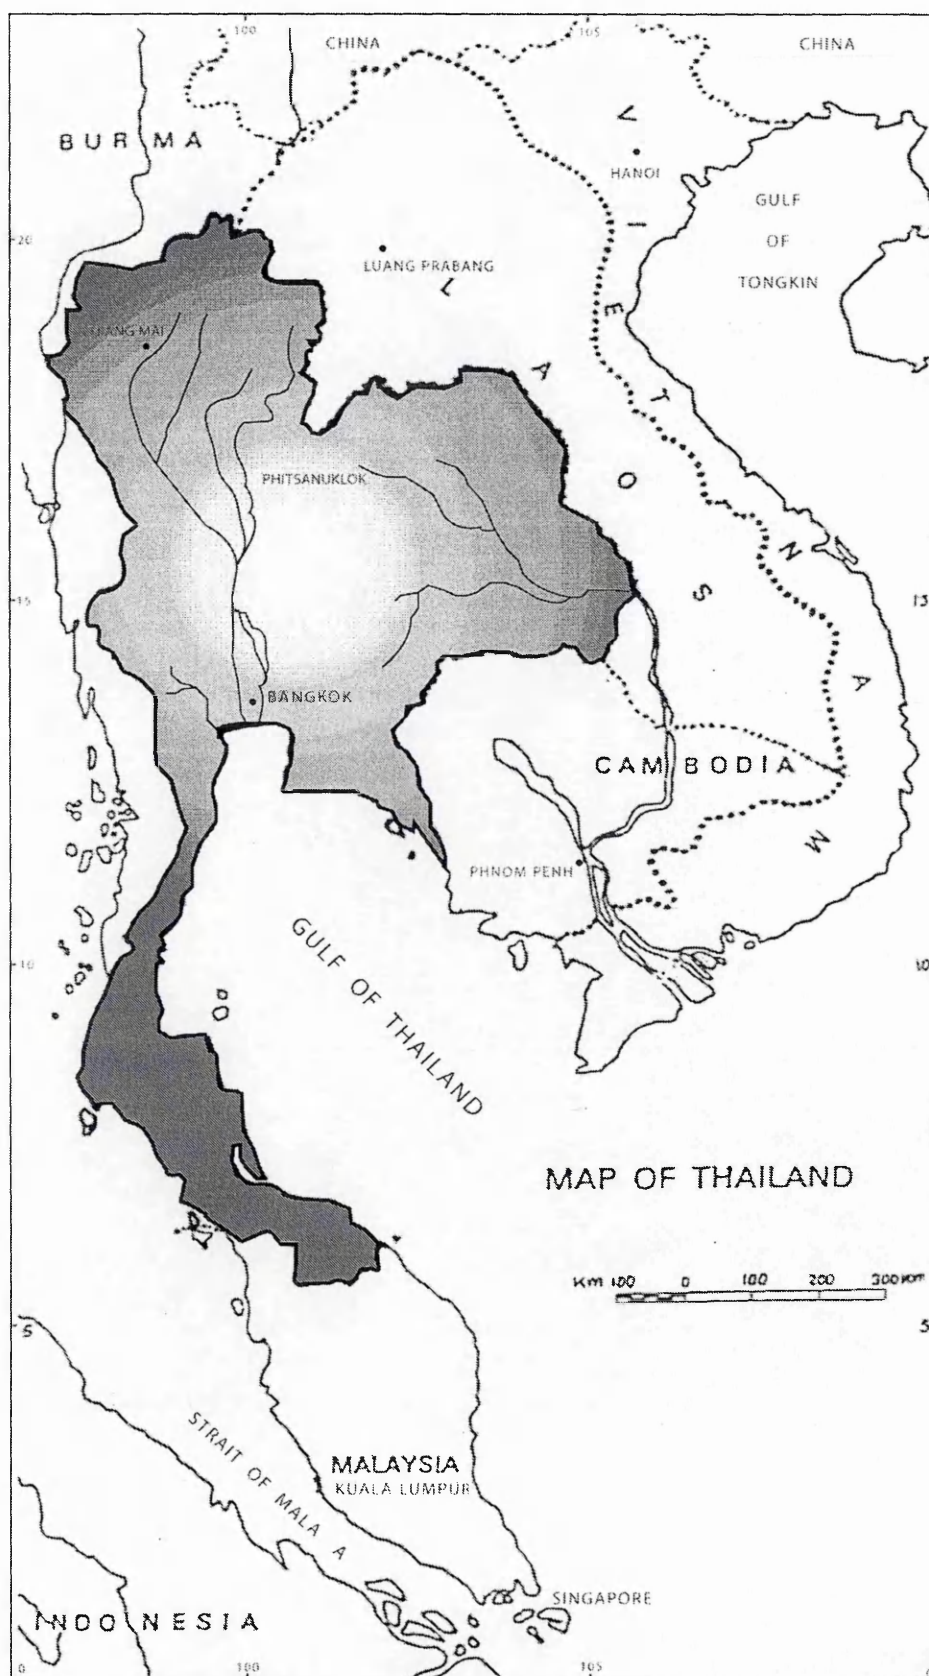 100
105
CHINA
CHINA
BURMA
VIETNAM
HANOI
GULF
OF
TONGKIN
20
LUANG PRABANG
LAOS
PHITSANUKLOK
15
13
BANGKOK
CAMBODIA
PHNOM PENH
GULF OF THAILAND
10
10
MAP OF THAILAND
Km 100 0 100 200 300
5
5
STRAIT OF MALA A
MALAYSIA
KUALA LUMPUR
SINGAPORE
INDONESIA
0
100
105
0